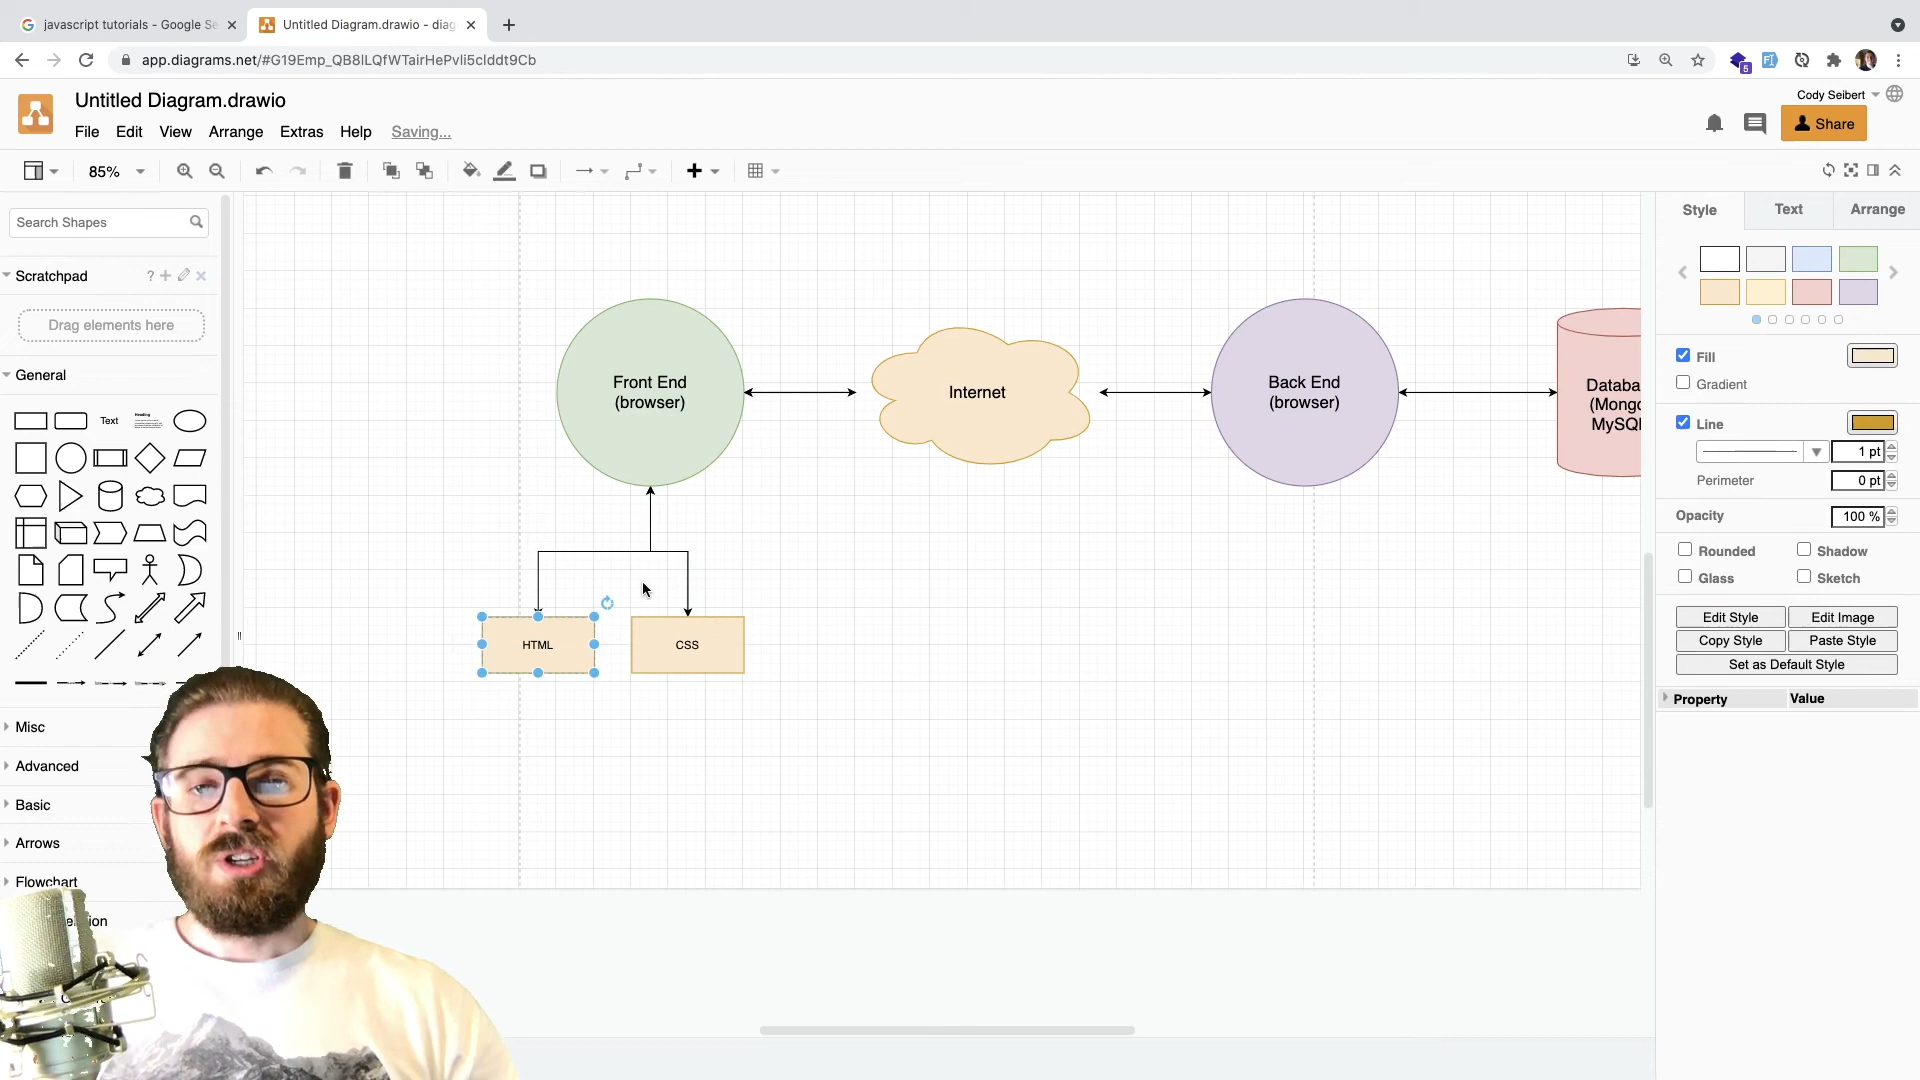 javascript tutorials - Google Se
Untitled Diagram.drawio - diag
app.diagrams.net/#G19Emp_QB8lLQfWTairHePvli5clddt9Cb
5
Untitled Diagram.drawio
Cody Seibert
File Edit View Arrange Extras Help Saving...
Share
85%
Search Shapes
Scratchpad
?
Drag elements here
General
Text
Heading
Misc
Advanced
Basic
Arrows
Flowchart
Front End
(browser)
Internet
Back End
(browser)
Databa
(Mongo
MySQL
HTML
CSS
Style Text Arrange
Fill
Gradient
Line
1 pt
Perimeter
0 pt
Opacity
100 %
Rounded Shadow
Glass Sketch
Edit Style Edit Image
Copy Style Paste Style
Set as Default Style
Property Value